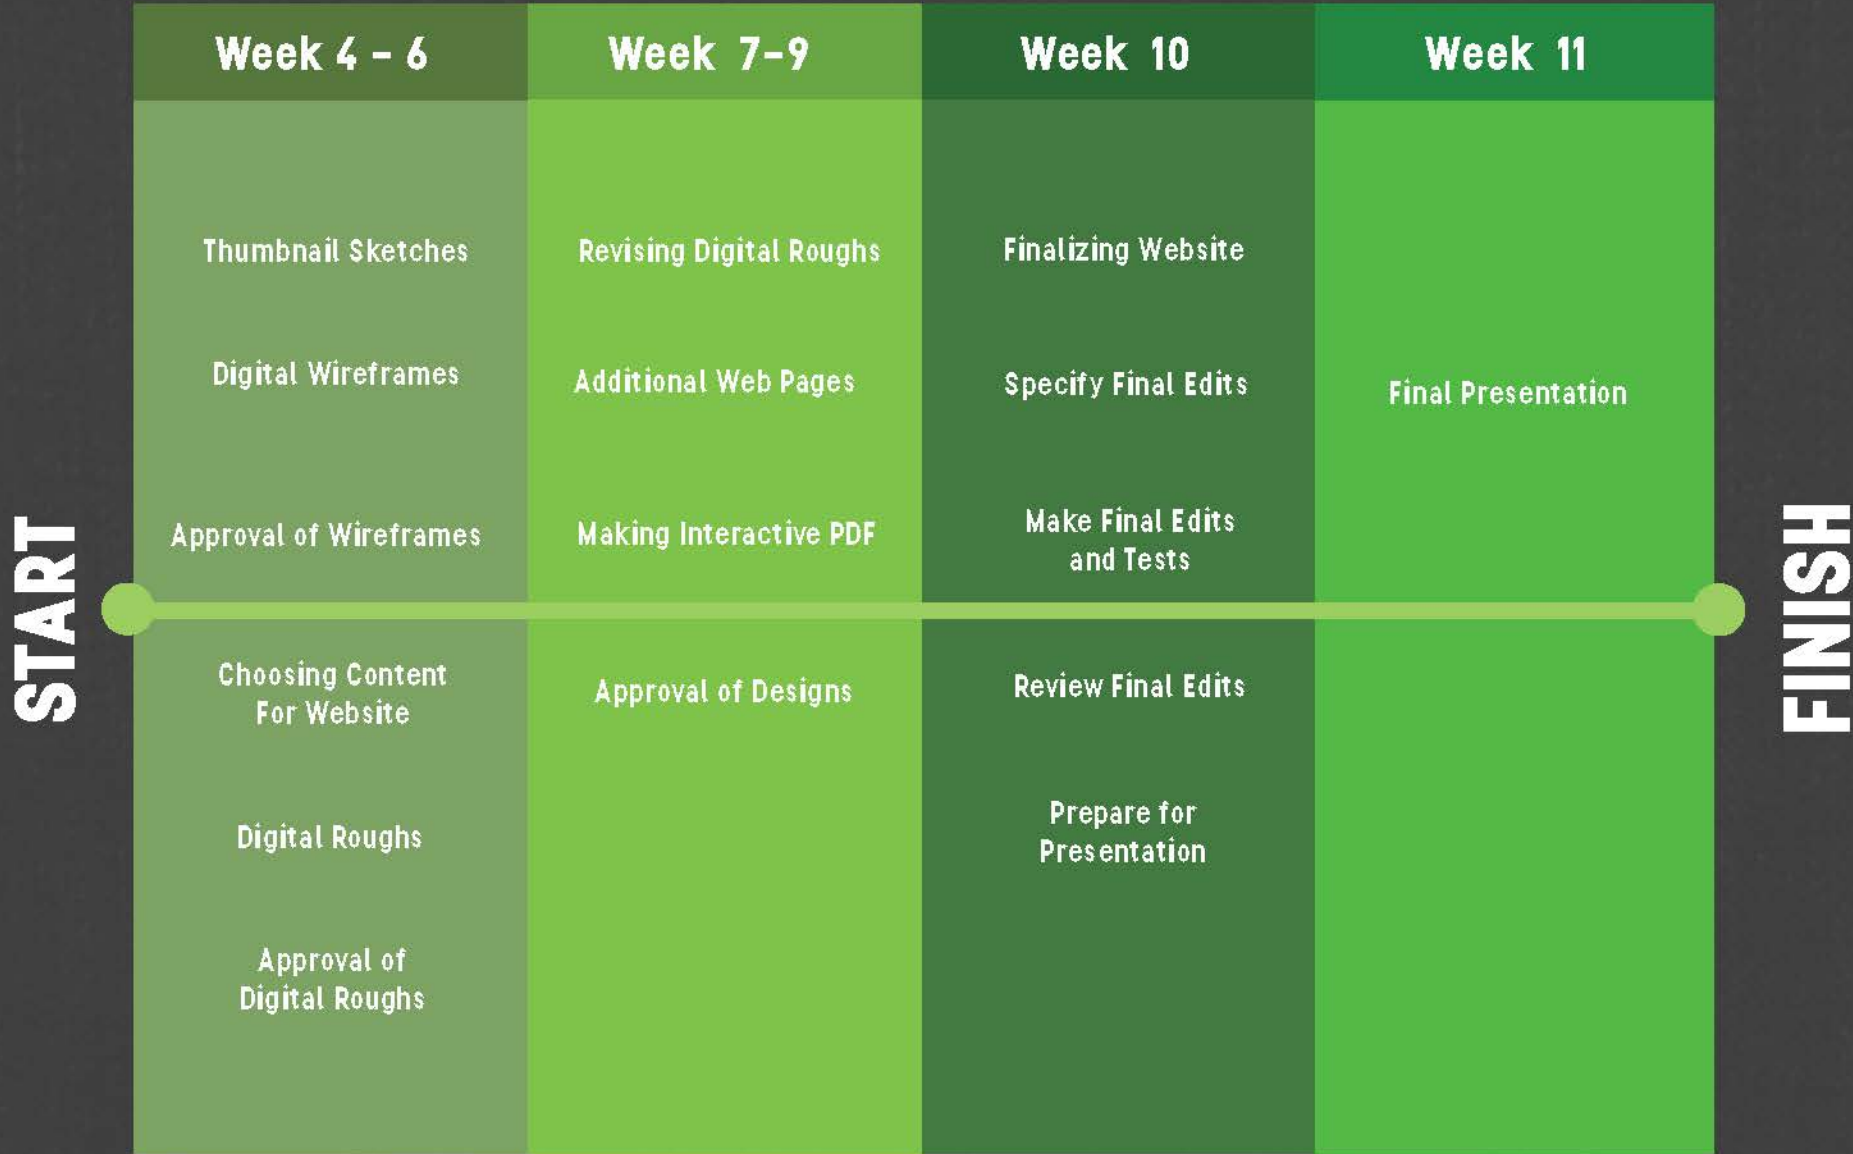 START
Week 4 - 6
Thumbnail Sketches
Digital Wireframes
Approval of Wireframes
Choosing Content
For Website
Digital Roughs
Approval of
Digital Roughs
Week 7-9
Revising Digital Roughs
Additional Web Pages
Making Interactive PDF
Approval of Designs
Week 10
Finalizing Website
Specify Final Edits
Make Final Edits
and Tests
Review Final Edits
Prepare for
Presentation
Week 11
Final Presentation
FINISH